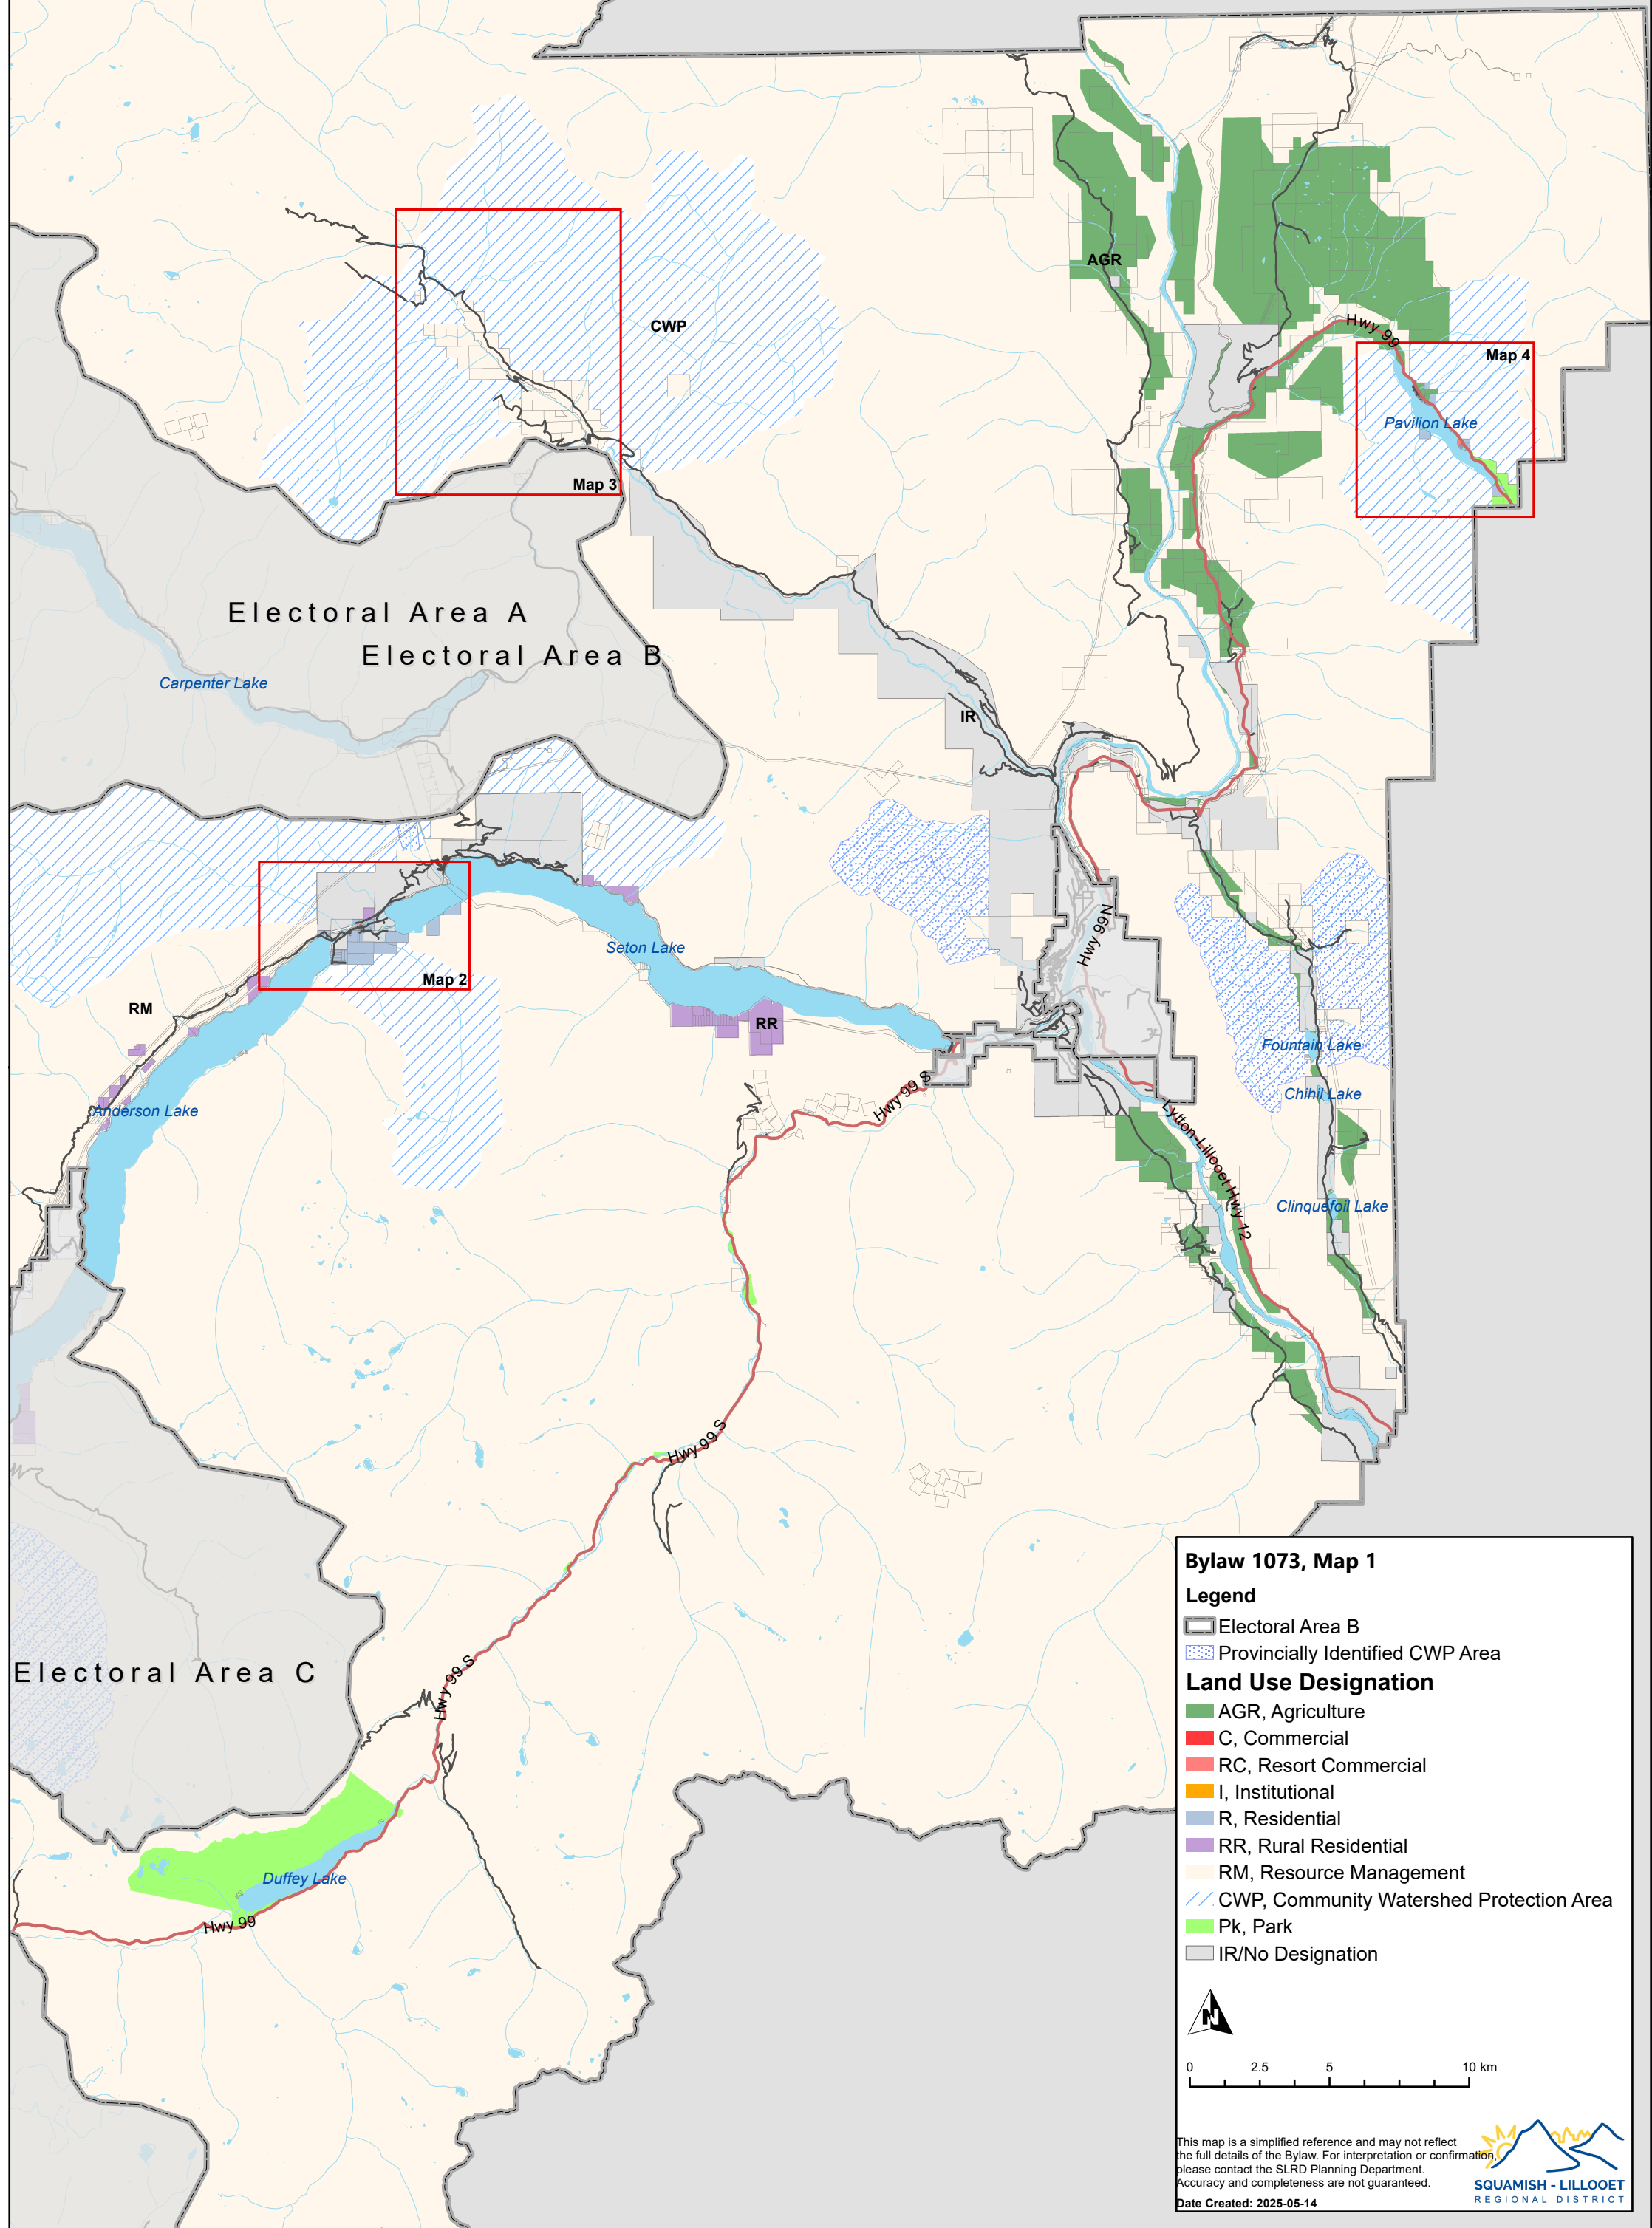 AGR
CWP
Hwy 99
Map 4
Pavilion Lake
Map 3
Electoral Area A
Electoral Area B
Carpenter Lake
IR
Hwy 99N
Seton Lake
Map 2
RM
RR
Fountain Lake
Hwy 99 S
Chihil Lake
Anderson Lake
Lytton-Lillooet Hwy 12
Clinquefoil Lake
Hwy 99 S
Hwy 99 S
Electoral Area C
Duffey Lake
Hwy 99
Bylaw 1073, Map 1
Legend
Electoral Area B
Provincially Identified CWP Area
Land Use Designation
AGR, Agriculture
C, Commercial
RC, Resort Commercial
I, Institutional
R, Residential
RR, Rural Residential
RM, Resource Management
CWP, Community Watershed Protection Area
Pk, Park
IR/No Designation
N
0 2.5 5 10 km
This map is a simplified reference and may not reflect
the full details of the Bylaw. For interpretation or confirmation,
please contact the SLRD Planning Department.
Accuracy and completeness are not guaranteed.
Date Created: 2025-05-14
SQUAMISH - LILLOOET
REGIONAL DISTRICT